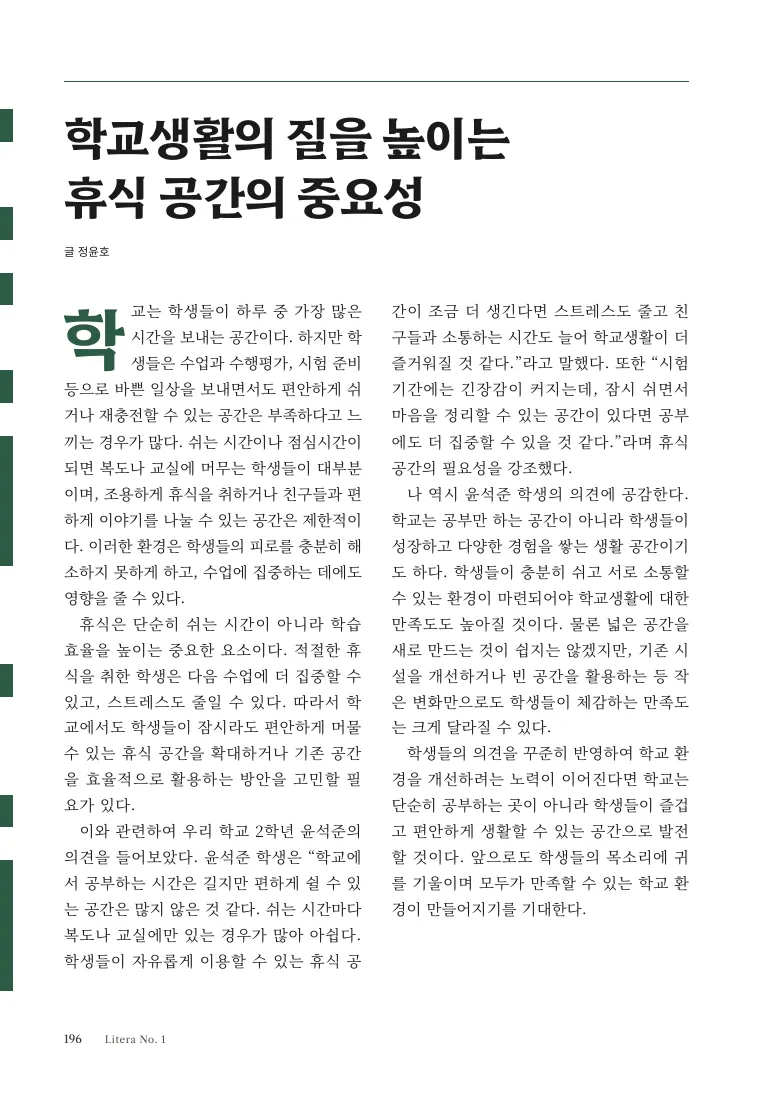 학교생활의 질을 높이는
휴식 공간의 중요성
글 정윤호
학교는 학생들이 하루 중 가장 많은
시간을 보내는 공간이다. 하지만 학
생들은 수업과 수행평가, 시험 준비
등으로 바쁜 일상을 보내면서도 편안하게 쉬
거나 재충전할 수 있는 공간은 부족하다고 느
끼는 경우가 많다. 쉬는 시간이나 점심시간이
되면 복도나 교실에 머무는 학생들이 대부분
이며, 조용하게 휴식을 취하거나 친구들과 편
하게 이야기를 나눌 수 있는 공간은 제한적이
다. 이러한 환경은 학생들의 피로를 충분히 해
소하지 못하게 하고, 수업에 집중하는 데에도
영향을 줄 수 있다.
휴식은 단순히 쉬는 시간이 아니라 학습
효율을 높이는 중요한 요소이다. 적절한 휴
식을 취한 학생은 다음 수업에 더 집중할 수
있고, 스트레스도 줄일 수 있다. 따라서 학
교에서도 학생들이 잠시라도 편안하게 머물
수 있는 휴식 공간을 확대하거나 기존 공간
을 효율적으로 활용하는 방안을 고민할 필
요가 있다.
이와 관련하여 우리 학교 2학년 윤석준의
의견을 들어보았다. 윤석준 학생은 “학교에
서 공부하는 시간은 길지만 편하게 쉴 수 있
는 공간은 많지 않은 것 같다. 쉬는 시간마다
복도나 교실에만 있는 경우가 많아 아쉽다.
학생들이 자유롭게 이용할 수 있는 휴식 공
간이 조금 더 생긴다면 스트레스도 줄고 친
구들과 소통하는 시간도 늘어 학교생활이 더
즐거워질 것 같다.”라고 말했다. 또한 “시험
기간에는 긴장감이 커지는데, 잠시 쉬면서
마음을 정리할 수 있는 공간이 있다면 공부
에도 더 집중할 수 있을 것 같다.”라며 휴식
공간의 필요성을 강조했다.
나 역시 윤석준 학생의 의견에 공감한다.
학교는 공부만 하는 공간이 아니라 학생들이
성장하고 다양한 경험을 쌓는 생활 공간이기
도 하다. 학생들이 충분히 쉬고 서로 소통할
수 있는 환경이 마련되어야 학교생활에 대한
만족도도 높아질 것이다. 물론 넓은 공간을
새로 만드는 것이 쉽지는 않겠지만, 기존 시
설을 개선하거나 빈 공간을 활용하는 등 작
은 변화만으로도 학생들이 체감하는 만족도
는 크게 달라질 수 있다.
학생들의 의견을 꾸준히 반영하여 학교 환
경을 개선하려는 노력이 이어진다면 학교는
단순히 공부하는 곳이 아니라 학생들이 즐겁
고 편안하게 생활할 수 있는 공간으로 발전
할 것이다. 앞으로도 학생들의 목소리에 귀
를 기울이며 모두가 만족할 수 있는 학교 환
경이 만들어지기를 기대한다.
196 Litera No. 1